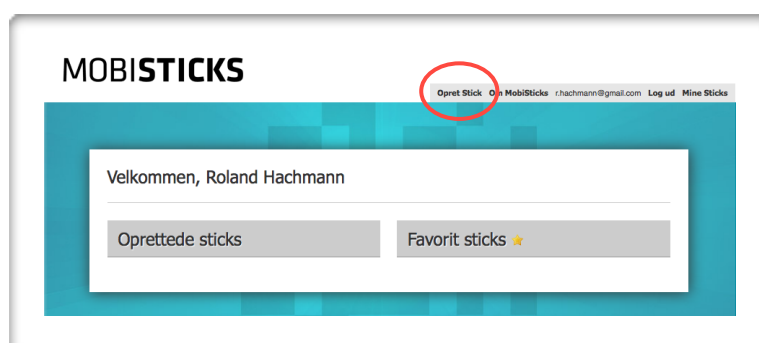 MOBISTICKS
Opret Stick Om MobiSticks r.hachmann@gmail.com Log ud Mine Sticks
Velkommen, Roland Hachmann
Oprettede sticks Favorit sticks